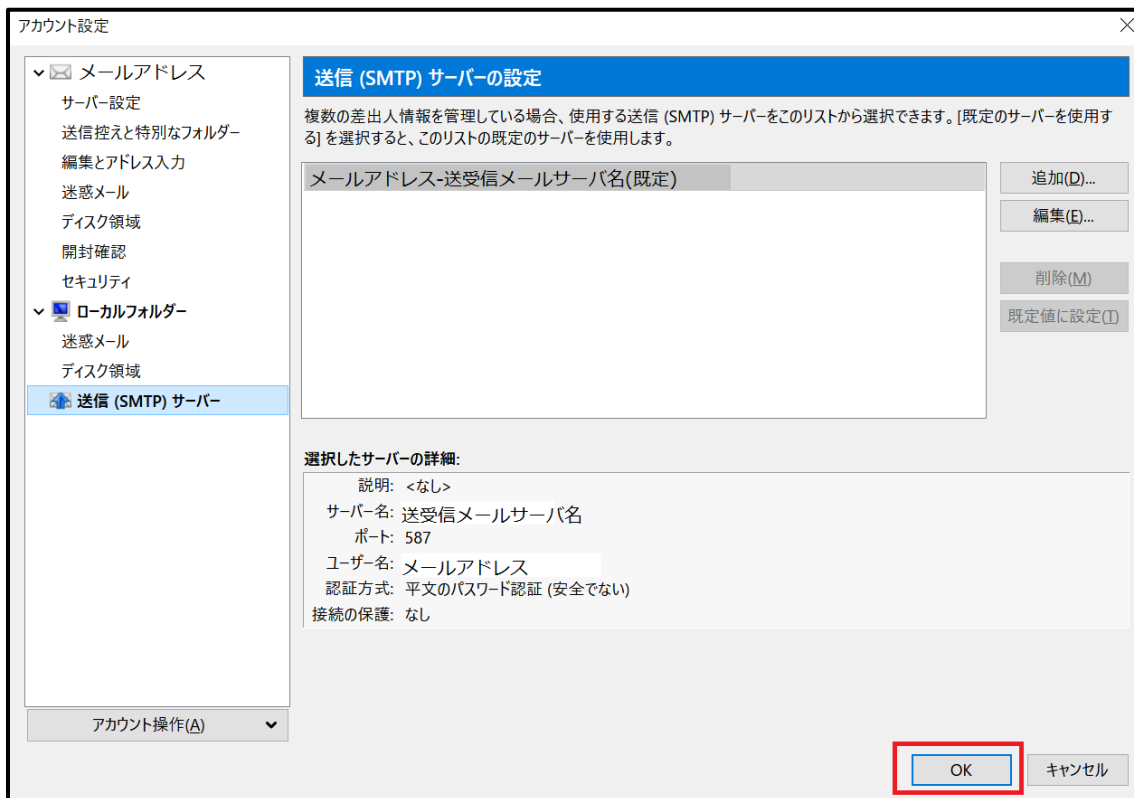 アカウント設定
メールアドレス
サーバー設定
送信控えと特別なフォルダー
編集とアドレス入力
迷惑メール
ディスク領域
開封確認
セキュリティ
ローカルフォルダー
迷惑メール
ディスク領域
送信 (SMTP) サーバー
アカウント操作(A)
送信 (SMTP) サーバーの設定
複数の差出人情報を管理している場合、使用する送信 (SMTP) サーバーをこのリストから選択できます。[既定のサーバーを使用す
る] を選択すると、このリストの既定のサーバーを使用します。
メールアドレス-送受信メールサーバ名(既定)
追加(D)...
編集(E)...
削除(M)
既定値に設定(T)
選択したサーバーの詳細:
説明: <なし>
サーバー名: 送受信メールサーバ名
ポート: 587
ユーザー名: メールアドレス
認証方式: 平文のパスワード認証 (安全でない)
接続の保護: なし
OK
キャンセル